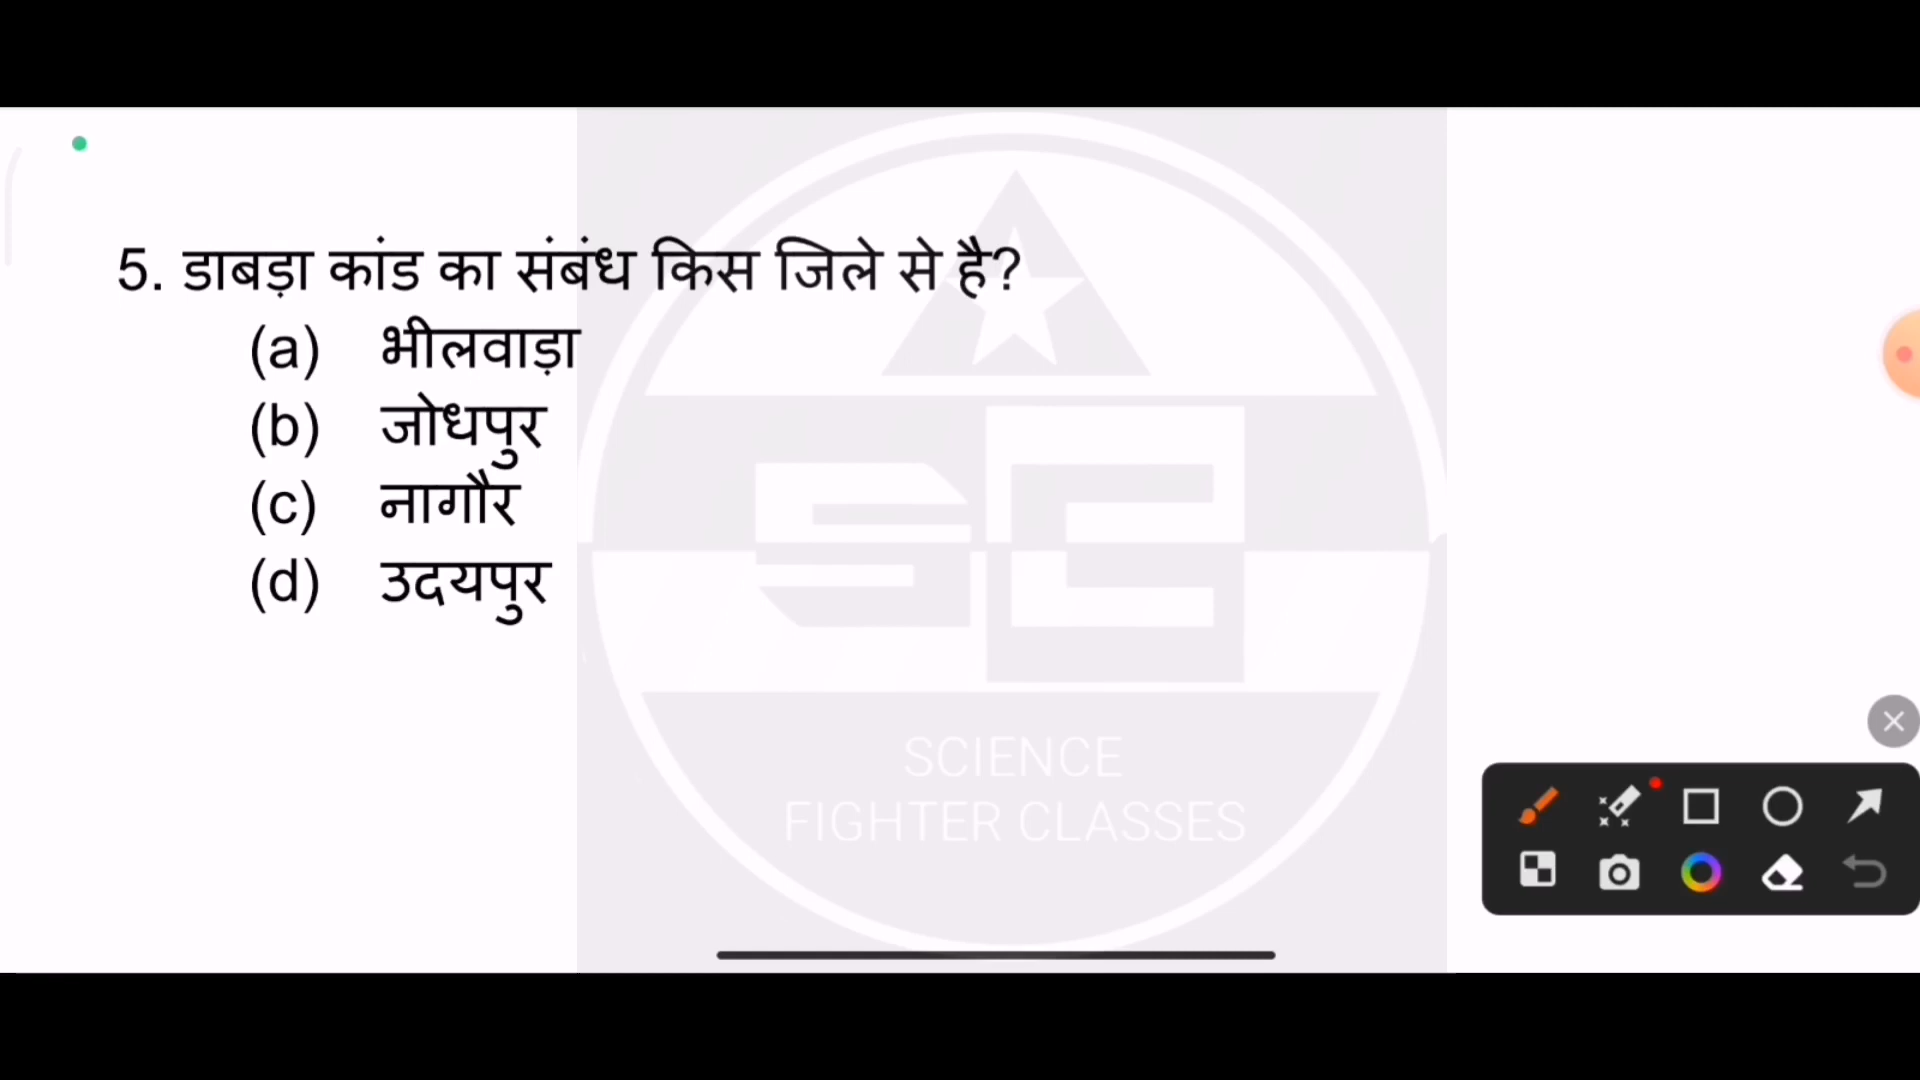 5. डाबड़ा कांड का संबंध किस जिले से है?
(a) भीलवाड़ा
(b) जोधपुर
(c) नागौर
(d) उदयपुर
SCIENCE
FIGHTER CLASSES